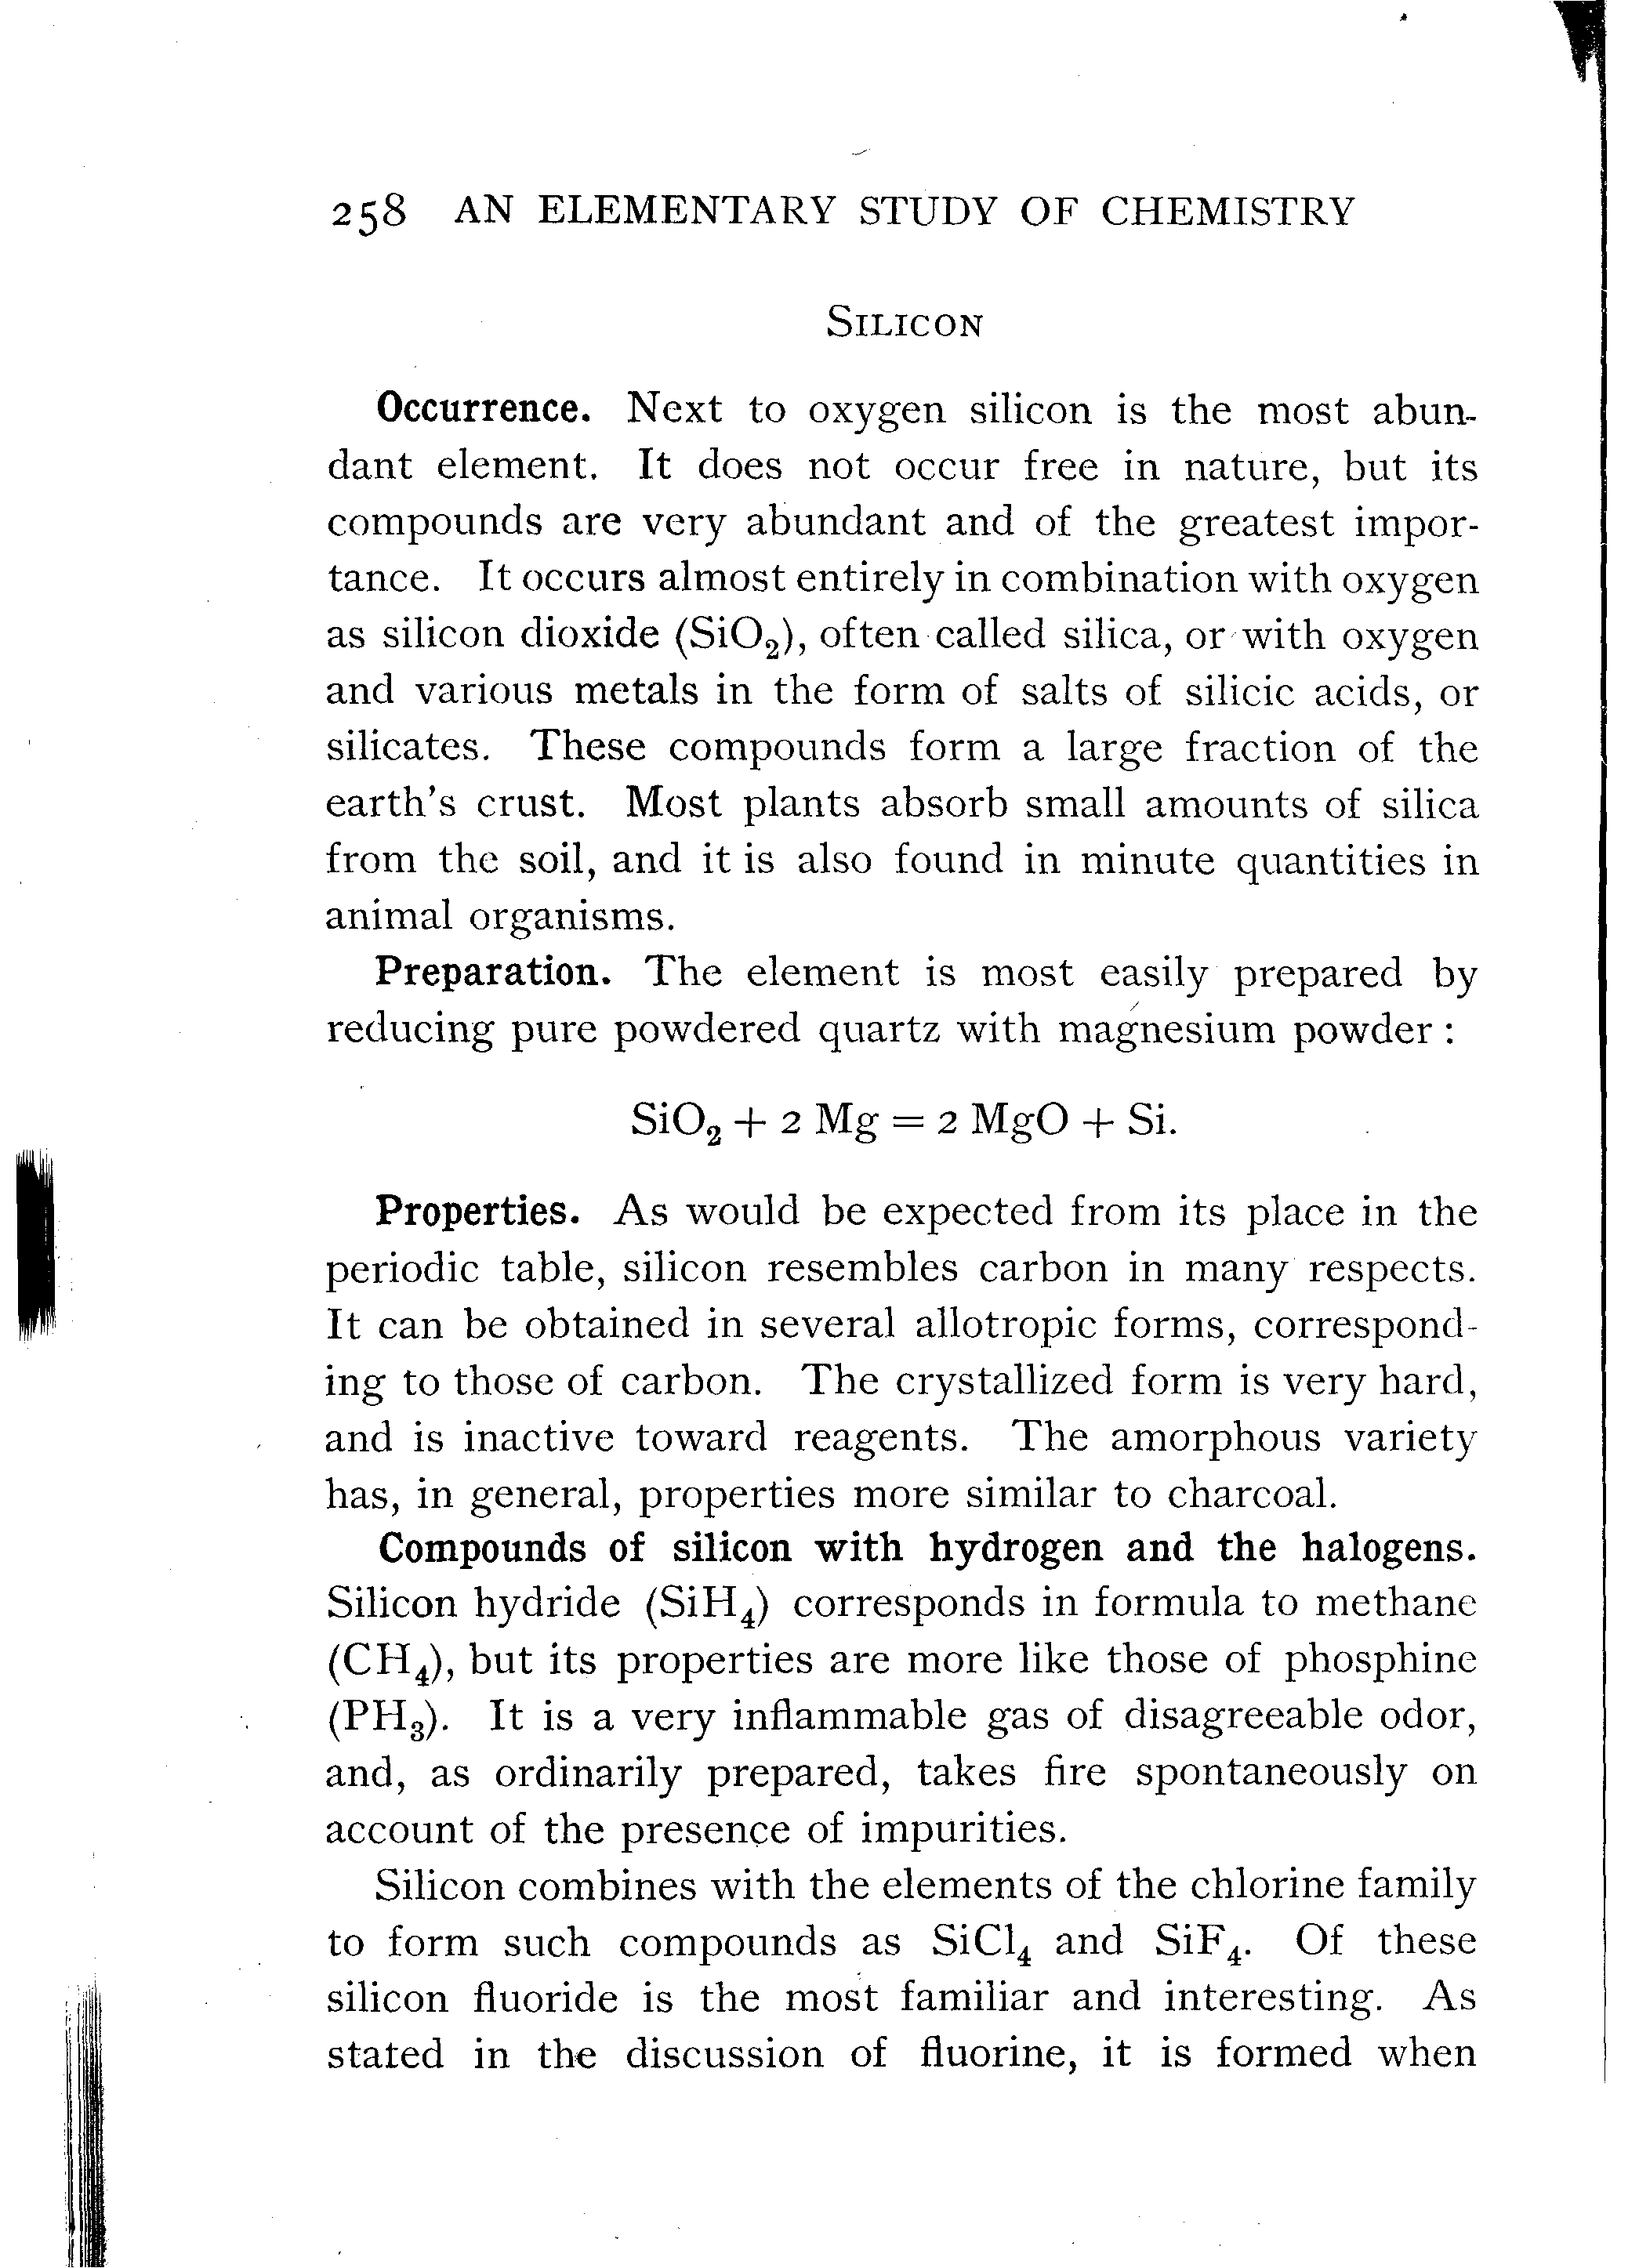 258 AN ELEMENTARY STUDY OF CHEMISTRY
SILICON
Occurrence. Next to oxygen silicon is the most abun-
dant element. It does not occur free in nature, but its
compounds are very abundant and of the greatest impor-
tance. It occurs almost entirely in combination with oxygen
as silicon dioxide (SiO₂), often called silica, or with oxygen
and various metals in the form of salts of silicic acids, or
silicates. These compounds form a large fraction of the
earth's crust. Most plants absorb small amounts of silica
from the soil, and it is also found in minute quantities in
animal organisms.
Preparation. The element is most easily prepared by
reducing pure powdered quartz with magnesium powder :
SiO₂ + 2 Mg = 2 MgO + Si.
Properties. As would be expected from its place in the
periodic table, silicon resembles carbon in many respects.
It can be obtained in several allotropic forms, correspond-
ing to those of carbon. The crystallized form is very hard,
and is inactive toward reagents. The amorphous variety
has, in general, properties more similar to charcoal.
Compounds of silicon with hydrogen and the halogens.
Silicon hydride (SiH₄) corresponds in formula to methane
(CH₄), but its properties are more like those of phosphine
(PH₃). It is a very inflammable gas of disagreeable odor,
and, as ordinarily prepared, takes fire spontaneously on
account of the presence of impurities.
Silicon combines with the elements of the chlorine family
to form such compounds as SiCl₄ and SiF₄. Of these
silicon fluoride is the most familiar and interesting. As
stated in the discussion of fluorine, it is formed when